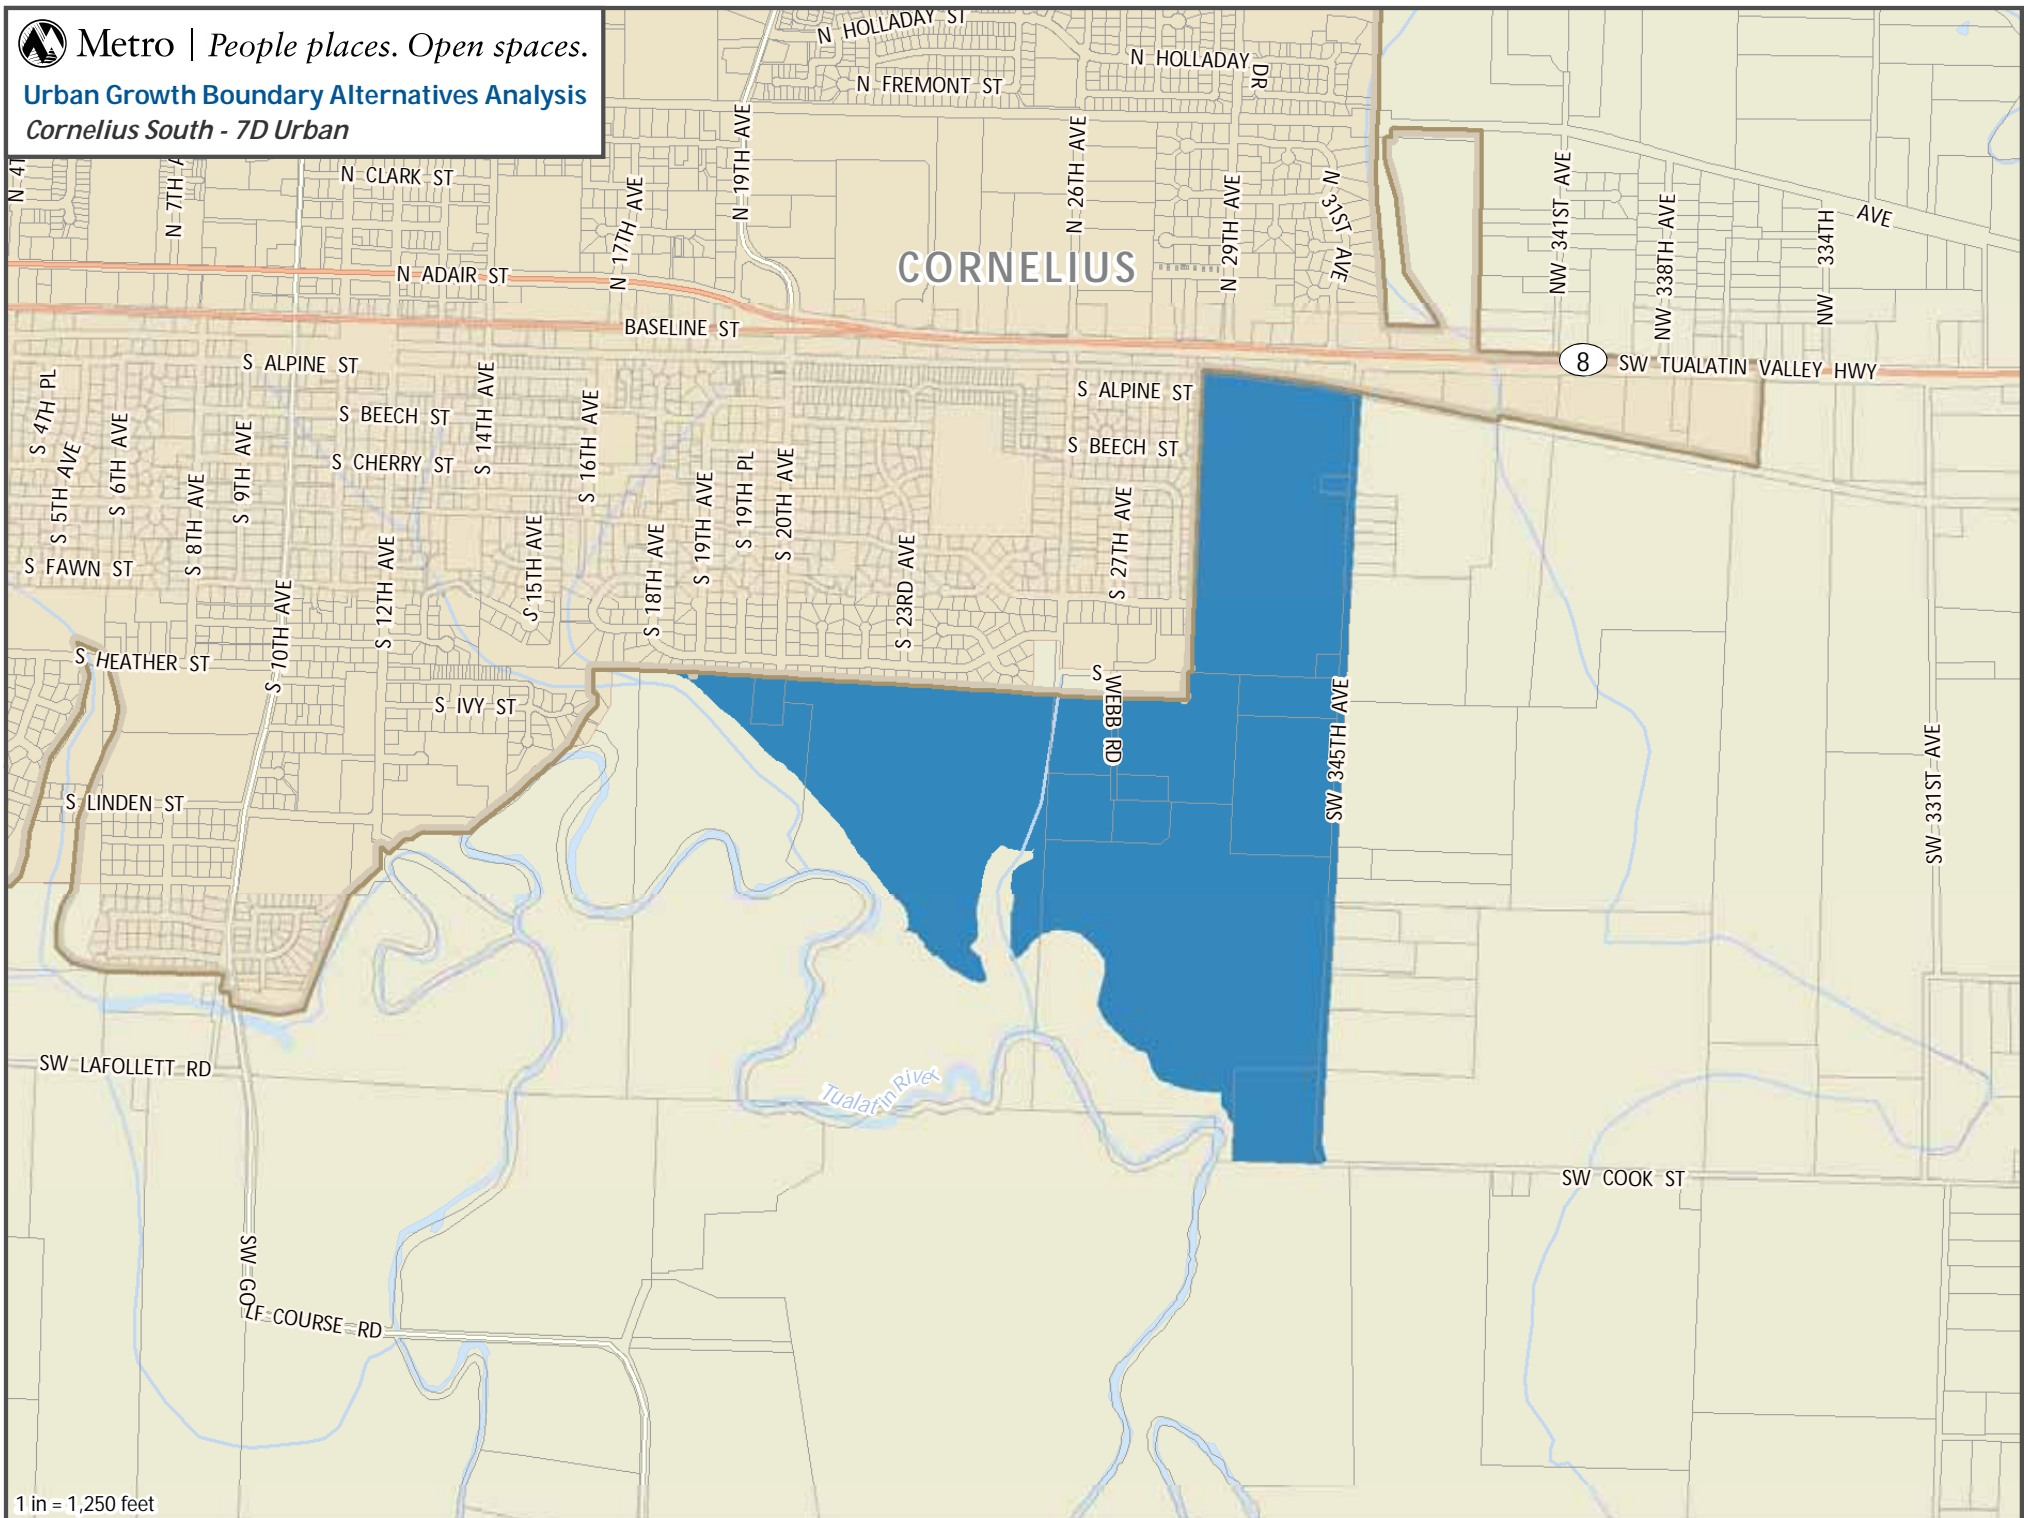 Metro | People places. Open spaces.
Urban Growth Boundary Alternatives Analysis
Cornelius South - 7D Urban
N HOLLADAY ST
N HOLLADAY DR
N FREMONT ST
N 4T
N 7TH A
N CLARK ST
N 17TH AVE
N 19TH AVE
N 26TH AVE
N 29TH AVE
N 31ST AVE
NW 341ST AVE
NW 338TH AVE
NW 334TH
AVE
CORNELIUS
N ADAIR ST
BASELINE ST
8
SW TUALATIN VALLEY HWY
S ALPINE ST
S ALPINE ST
S BEECH ST
S BEECH ST
S CHERRY ST
S 4TH PL
S 5TH AVE
S 6TH AVE
S 8TH AVE
S 9TH AVE
S 14TH AVE
S 16TH AVE
S 19TH AVE
S 19TH PL
S 20TH AVE
S 27TH AVE
S FAWN ST
S 10TH AVE
S 12TH AVE
S 15TH AVE
S 18TH AVE
S 23RD AVE
S HEATHER ST
S IVY ST
S WEBB RD
SW 345TH AVE
SW 331ST AVE
S LINDEN ST
SW LAFOLLETT RD
Tualatin River
SW COOK ST
SW GOLF COURSE RD
1 in = 1,250 feet